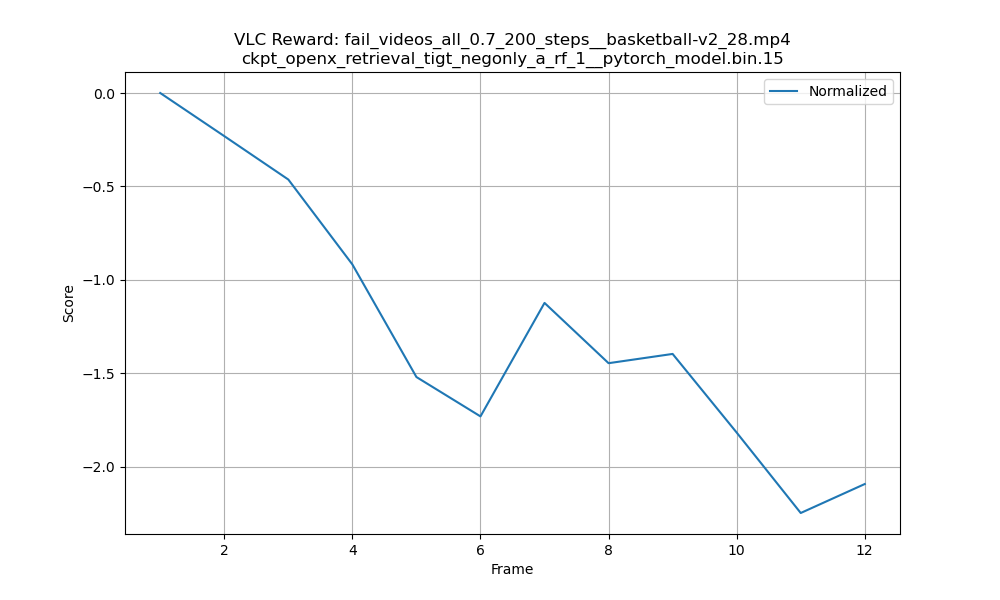 VLC Reward: fail_videos_all_0.7_200_steps__basketball-v2_28.mp4
ckpt_openx_retrieval_tigt_negonly_a_rf_1__pytorch_model.bin.15
Normalized
0.0
−0.5
−1.0
−1.5
−2.0
Score
2 4 6 8 10 12
Frame